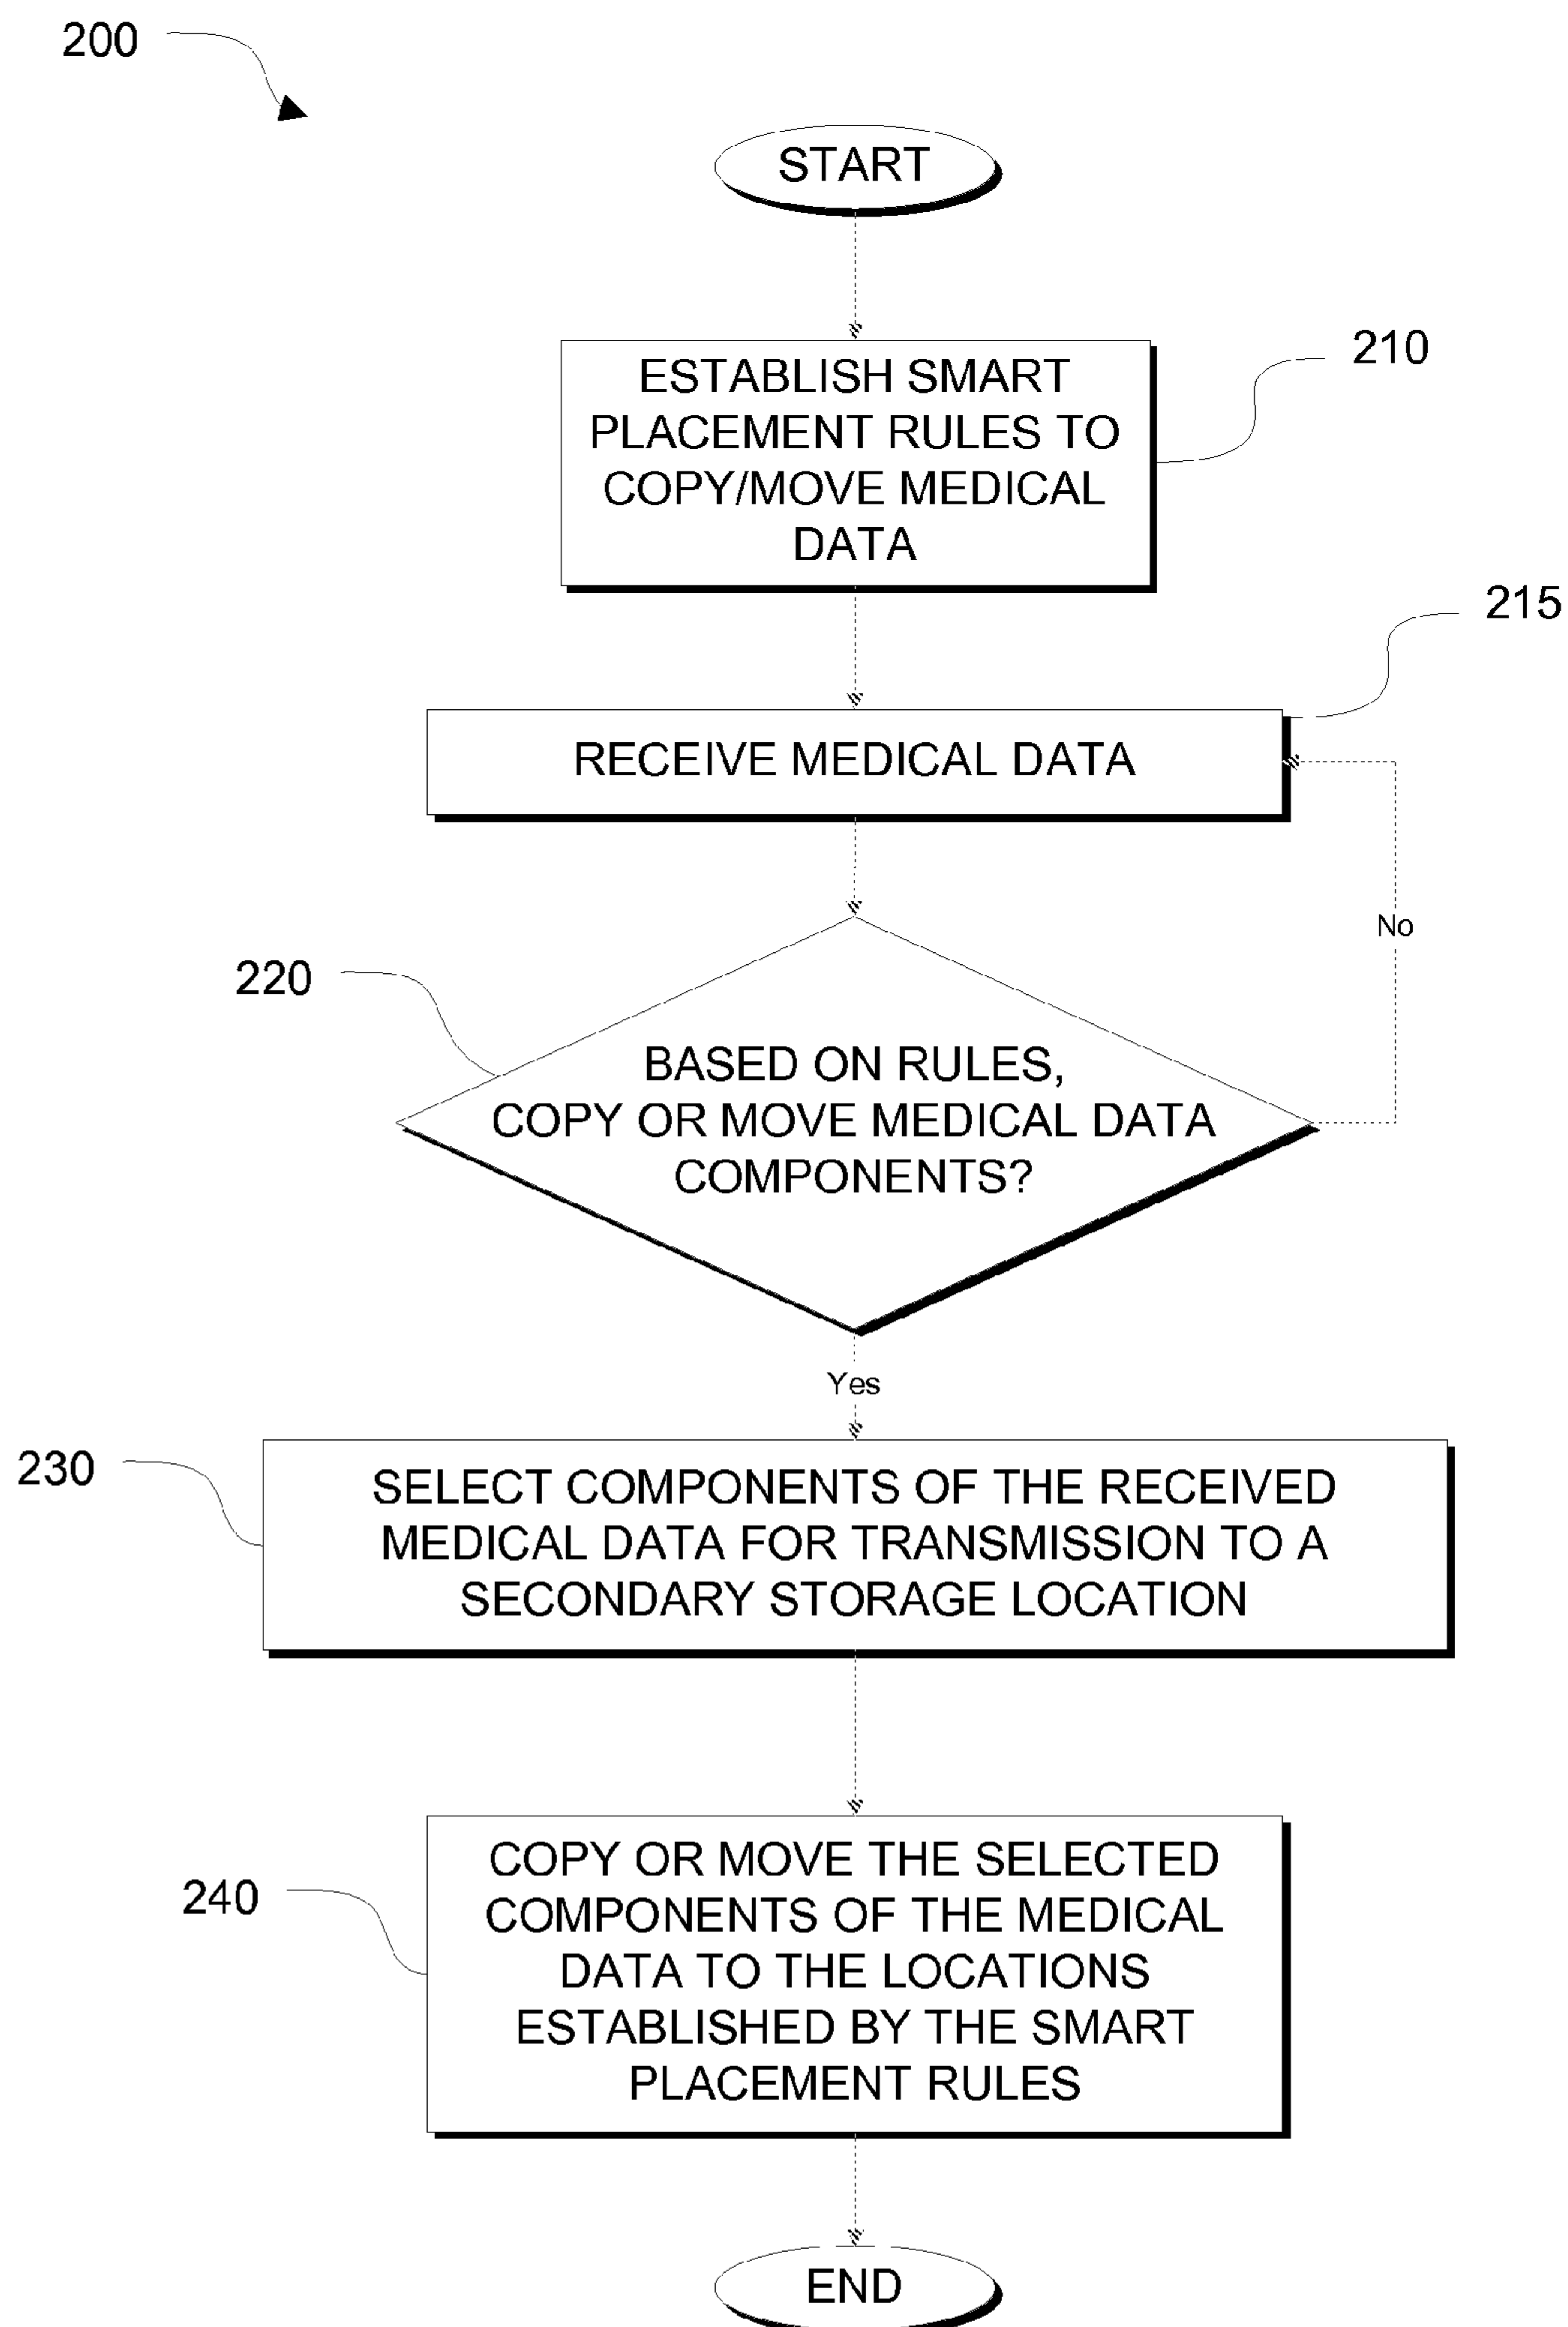 200
START
ESTABLISH SMART
PLACEMENT RULES TO
COPY/MOVE MEDICAL
DATA
210
215
RECEIVE MEDICAL DATA
No
220
BASED ON RULES,
COPY OR MOVE MEDICAL DATA
COMPONENTS?
Yes
230
SELECT COMPONENTS OF THE RECEIVED
MEDICAL DATA FOR TRANSMISSION TO A
SECONDARY STORAGE LOCATION
240
COPY OR MOVE THE SELECTED
COMPONENTS OF THE MEDICAL
DATA TO THE LOCATIONS
ESTABLISHED BY THE SMART
PLACEMENT RULES
END